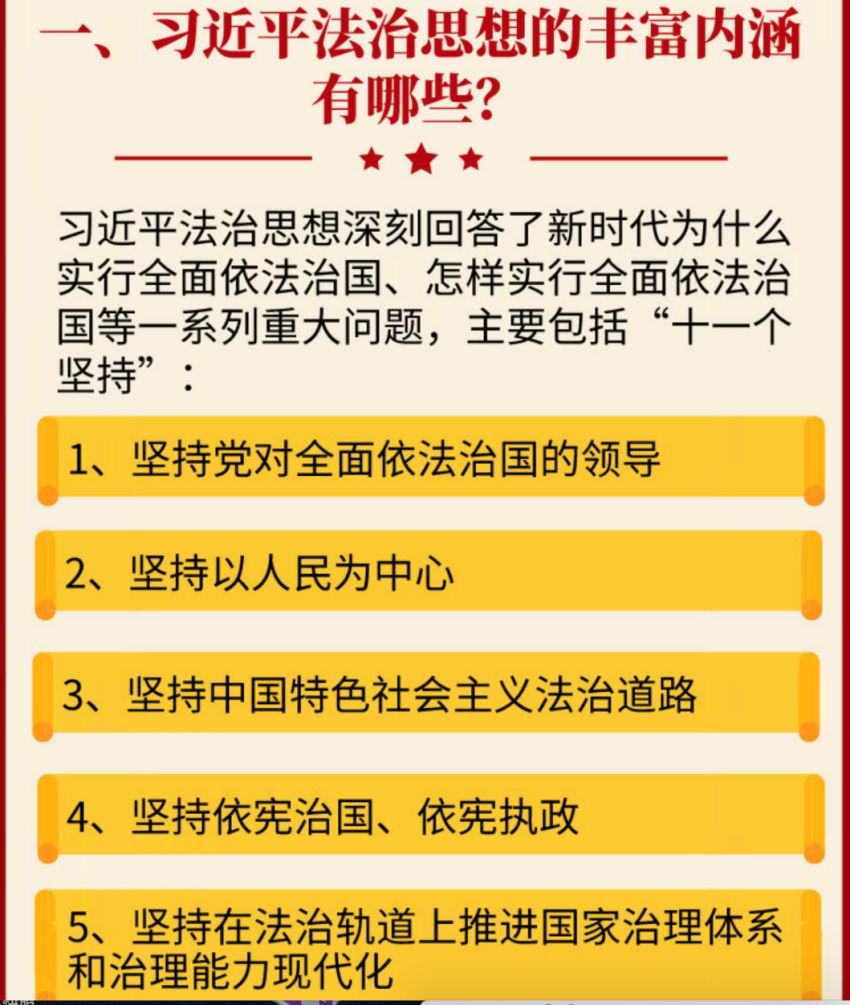 一、习近平法治思想的丰富内涵
有哪些？
习近平法治思想深刻回答了新时代为什么
实行全面依法治国、怎样实行全面依法治
国等一系列重大问题，主要包括“十一个
坚持”：
1、坚持党对全面依法治国的领导
2、坚持以人民为中心
3、坚持中国特色社会主义法治道路
4、坚持依宪治国、依宪执政
5、坚持在法治轨道上推进国家治理体系
和治理能力现代化